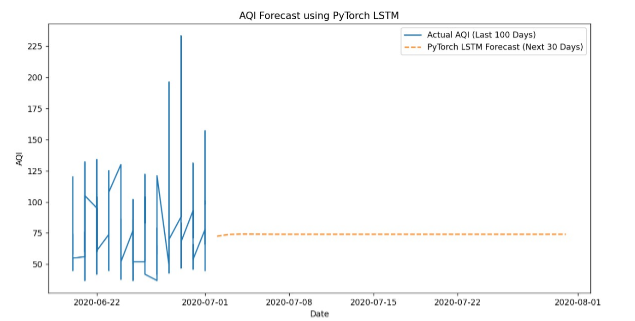 AQI Forecast using PyTorch LSTM
Actual AQI (Last 100 Days)
PyTorch LSTM Forecast (Next 30 Days)
225
200
175
150
125
100
75
50
AQI
2020-06-22
2020-07-01
2020-07-08
2020-07-15
2020-07-22
2020-08-01
Date